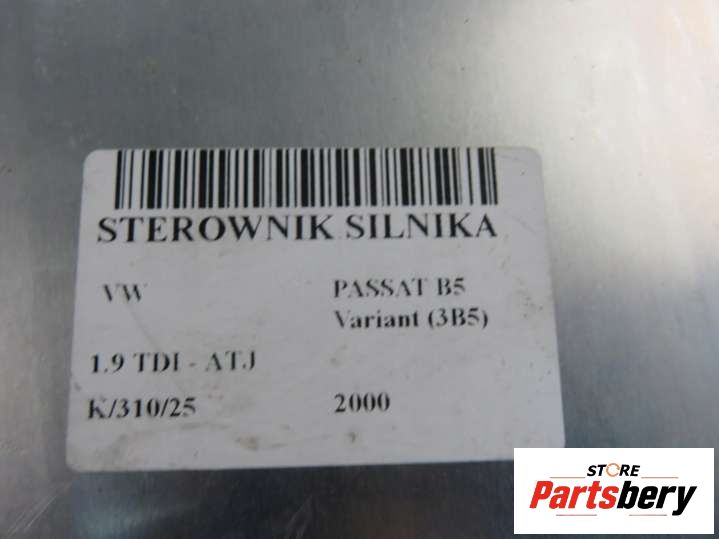 STEROWNIK SILNIKA
VW
PASSAT B5
Variant (3B5)
1.9 TDI - ATJ
K/310/25
2000
STORE
Partsbery